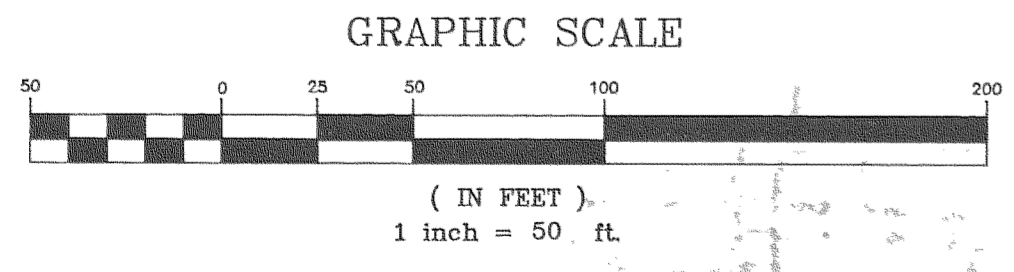 GRAPHIC SCALE
50 0 25 50 100 200
( IN FEET )
1 inch = 50 ft.